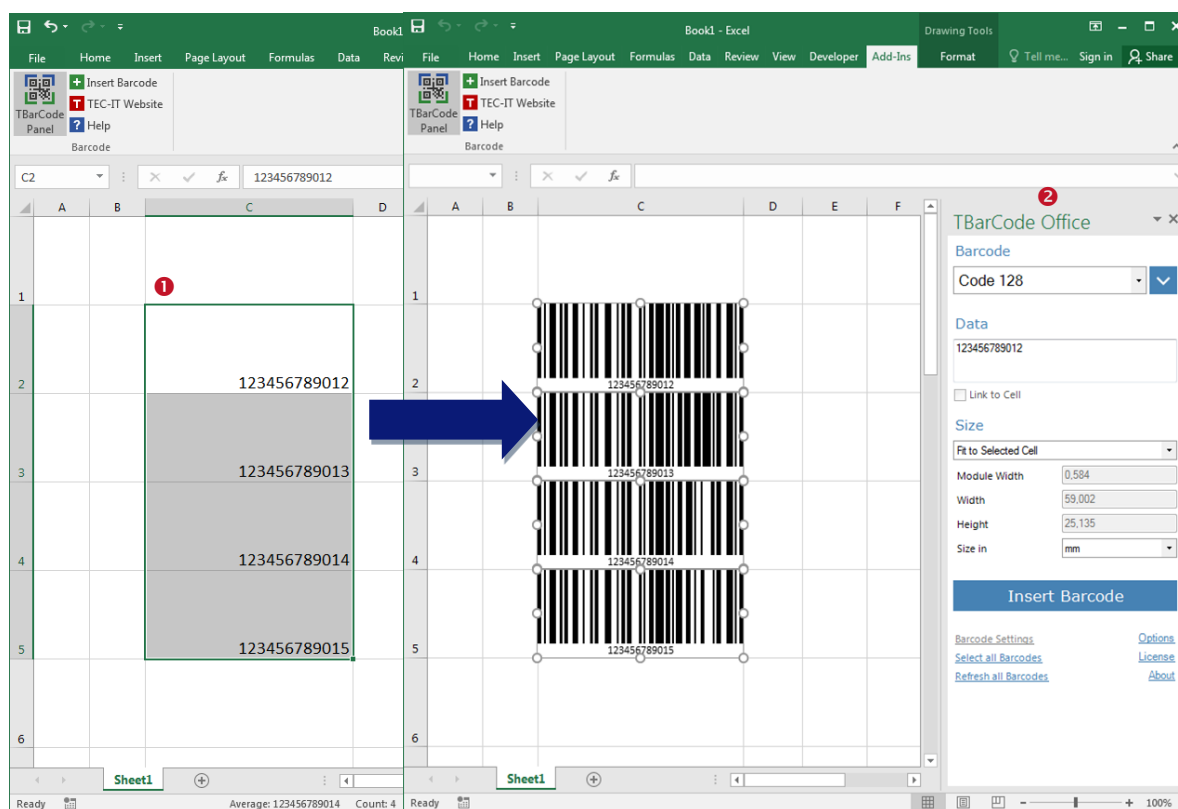 Book1
File Home Insert Page Layout Formulas Data Revi
TBarCode Panel
Insert Barcode
TEC-IT Website
Help
Barcode
C2
fx
123456789012
A B C D
1
1
2
123456789012
3
123456789013
4
123456789014
5
123456789015
6
Sheet1
Ready
Average: 123456789014 Count: 4
Book1 - Excel
Drawing Tools
File Home Insert Page Layout Formulas Data Review View Developer Add-Ins Format Tell me... Sign in Share
TBarCode Panel
Insert Barcode
TEC-IT Website
Help
Barcode
fx
A B C D E F
1
2
123456789012
3
123456789013
4
123456789014
5
123456789015
6
Sheet1
Ready
2
TBarCode Office
Barcode
Code 128
Data
123456789012
Link to Cell
Size
Fit to Selected Cell
Module Width 0,584
Width 59,002
Height 25,135
Size in mm
Insert Barcode
Barcode Settings Options
Select all Barcodes License
Refresh all Barcodes About
100%